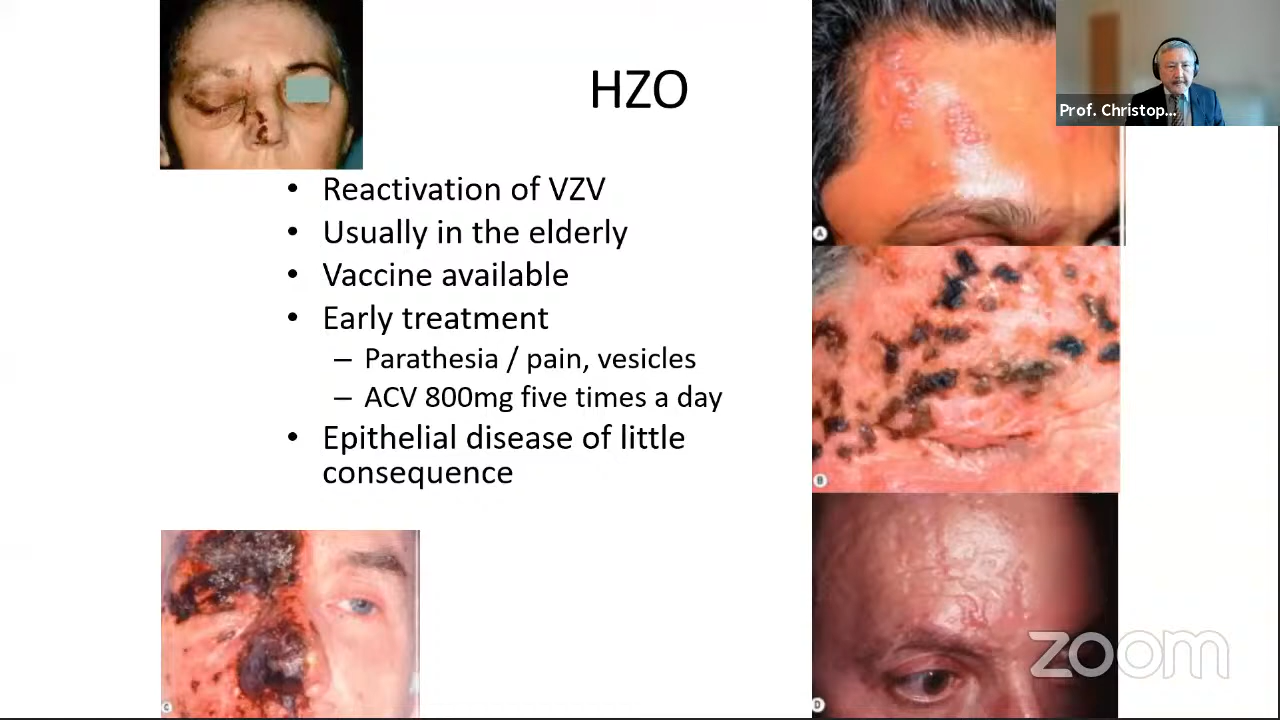 HZO
Prof. Christop...
• Reactivation of VZV
• Usually in the elderly
• Vaccine available
• Early treatment
– Parathesia / pain, vesicles
– ACV 800mg five times a day
• Epithelial disease of little
consequence
A
B
C
D
zoom